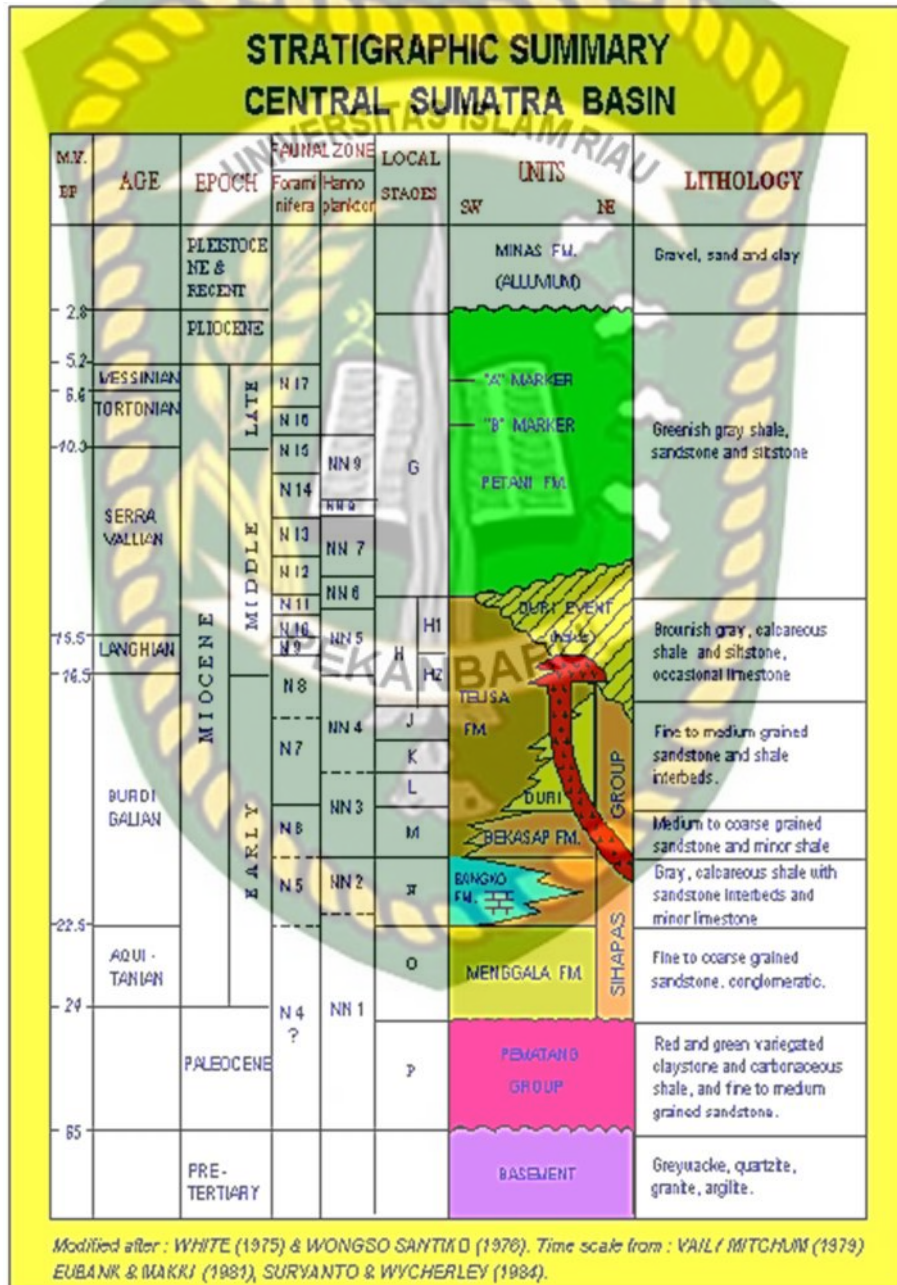 STRATIGRAPHIC SUMMARY
CENTRAL SUMATRA BASIN
UNIVERSITAS ISLAM RIAU
PEKANBARU
M.Y. BP
AGE
EPOCH
FAUNAL ZONE
Forami nifera
Hanno plankton
LOCAL STAGES
UNITS
SW NE
LITHOLOGY
PLEISTOCE
NE &
RECENT
MINAS FM.
(ALLUVIUM)
Gravel, sand and clay
2.8
PLIOCENE
5.2
MESSINIAN
6.6
TORTONIAN
10.3
SERRA
VALLIAN
15.5
LANGHIAN
16.5
BURDI
GALIAN
22.5
AQUI -
TANIAN
24
65
MIOCENE
LATE
MIDDLE
EARLY
PALEOCENE
PRE -
TERTIARY
N 17
N 16
N 15
N 14
N 13
N 12
N 11
N 10
N 9
N 8
N 7
N 6
N 5
N 4
?
NN 9
NN 7
NN 6
NN 5
NN 4
NN 3
NN 2
NN 1
G
H
H1
H2
J
K
L
M
N
O
P
"A" MARKER
"B" MARKER
PETANI FM.
DURI EVENT
TELISA
FM.
DURI
BEKASAP FM.
BANGKO
FM.
MENGGALA FM.
SIHAPAS GROUP
PEMATANG
GROUP
BASEMENT
Greenish gray shale,
sandstone and siltstone
Brownish gray, calcareous
shale and siltstone,
occasional limestone
Fine to medium grained
sandstone and shale
interbeds.
Medium to coarse grained
sandstone and minor shale
Gray, calcareous shale with
sandstone interbeds and
minor limestone
Fine to coarse grained
sandstone, conglomeratic.
Red and green variegated
claystone and carbonaceous
shale, and fine to medium
grained sandstone.
Greywacke, quartzite,
granite, argilite.
Modified after : WHITE (1975) & WONGSO SANTIKO (1976). Time scale from : VAIL / MITCHUM (1979)
EUBANK & MAKKI (1981), SURYANTO & WYCHERLEY (1984).